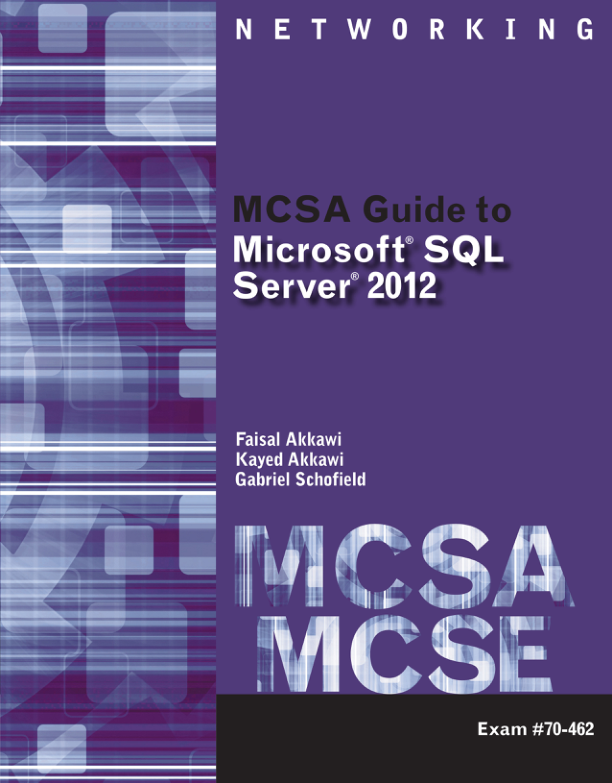 NETWORKING
MCSA Guide to
Microsoft® SQL
Server® 2012
Faisal Akkawi
Kayed Akkawi
Gabriel Schofield
MCSA
MCSE
Exam #70-462